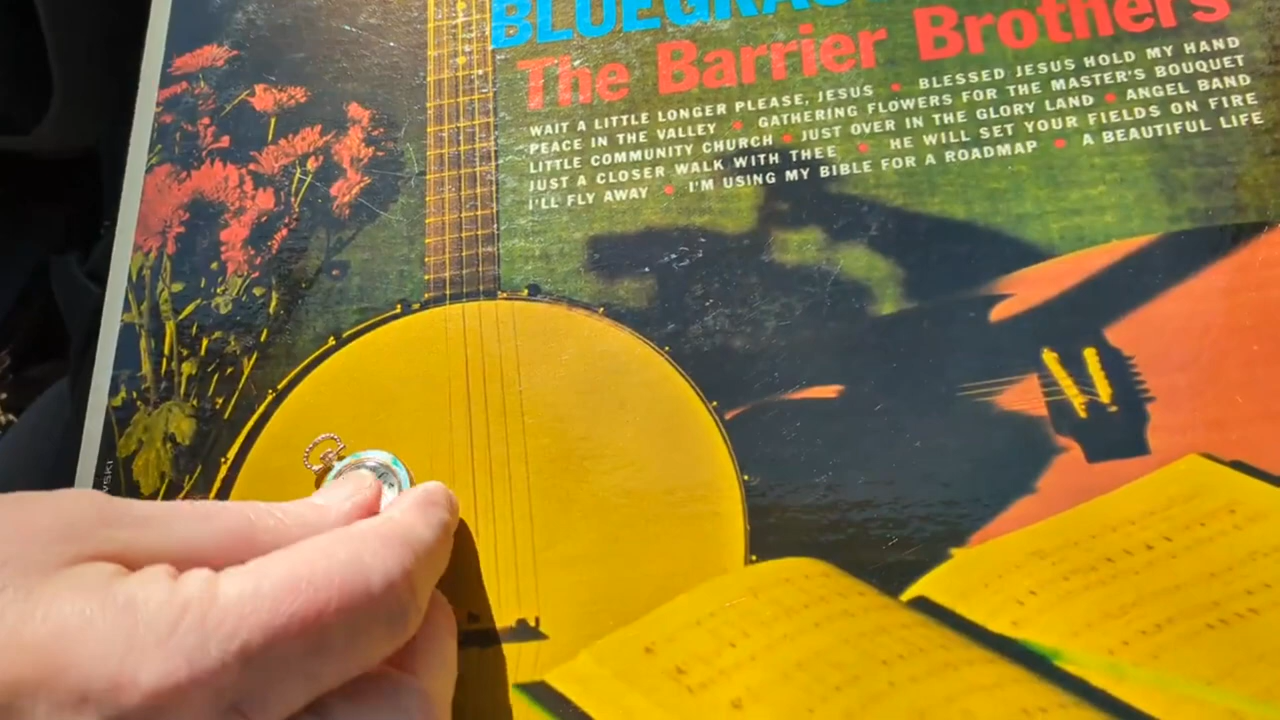 BLUEGRASS
The Barrier Brothers
WAIT A LITTLE LONGER PLEASE, JESUS • BLESSED JESUS HOLD MY HAND
PEACE IN THE VALLEY • GATHERING FLOWERS FOR THE MASTER'S BOUQUET
LITTLE COMMUNITY CHURCH • JUST OVER IN THE GLORY LAND • ANGEL BAND
JUST A CLOSER WALK WITH THEE • HE WILL SET YOUR FIELDS ON FIRE
I'LL FLY AWAY • I'M USING MY BIBLE FOR A ROADMAP • A BEAUTIFUL LIFE